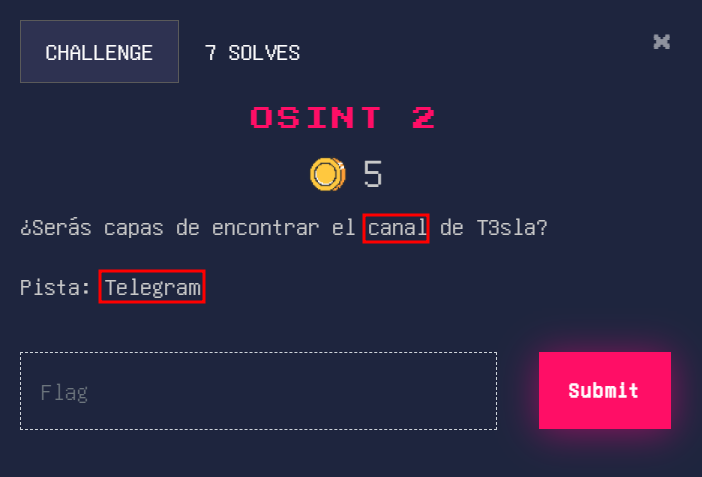 CHALLENGE
7 SOLVES
OSINT 2
5
¿Serás capas de encontrar el canal de T3sla?
Pista: Telegram
Flag
Submit